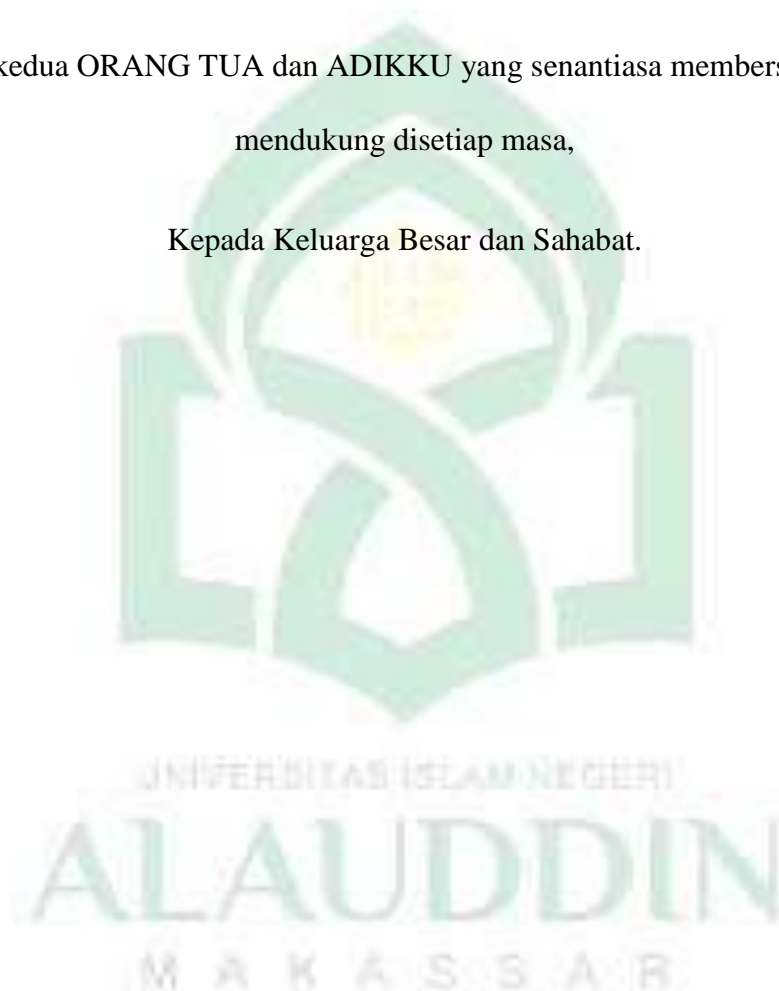 kedua ORANG TUA dan ADIKKU yang senantiasa members
mendukung disetiap masa,
Kepada Keluarga Besar dan Sahabat.
UNIVERSITAS ISLAM NEGERI
ALAUDDIN
MAKASSAR